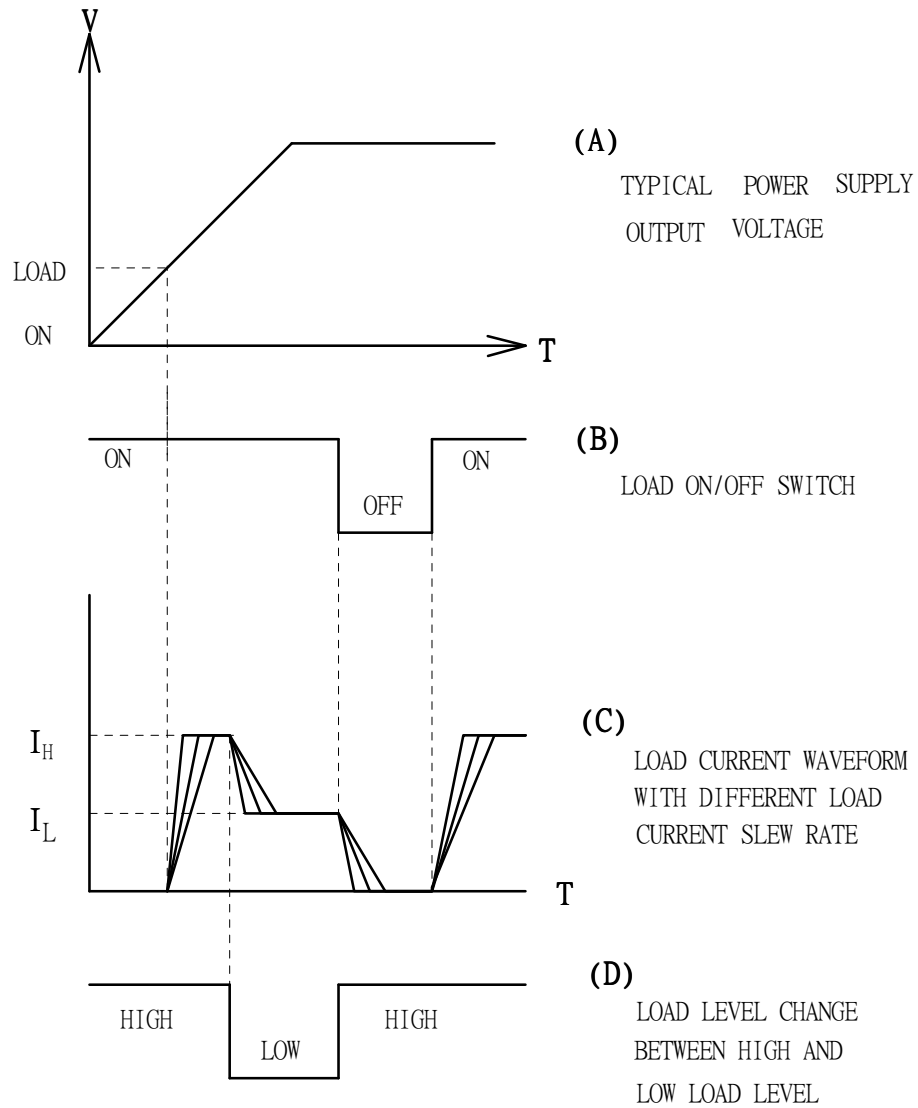 V
(A)
TYPICAL POWER SUPPLY
OUTPUT VOLTAGE
LOAD
ON
T
(B)
ON
ON
LOAD ON/OFF SWITCH
OFF
(C)
I_H
LOAD CURRENT WAVEFORM
WITH DIFFERENT LOAD
I_L
CURRENT SLEW RATE
T
(D)
HIGH
HIGH
LOAD LEVEL CHANGE
LOW
BETWEEN HIGH AND
LOW LOAD LEVEL